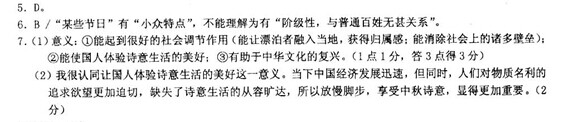 5. D。
6. B / “某些节日”有“小众特点”，不能理解为有“阶级性，与普通百姓无甚关系”。
7. (1) 意义：①能起到很好的社会调节作用（能让漂泊者融入当地，获得归属感；能消除社会上的诸多壁垒)；
②能使国人体验诗意生活的美好；③有助于中华文化的复兴。（1点1分，答3点得3分）
(2) 我很认同让国人体验诗意生活的美好这一意义。当下中国经济发展迅速，但同时，人们对物质名利的
追求欲望更加迫切，缺失了诗意生活的从容旷达，所以放慢脚步，享受中秋诗意，显得更加重要。（2
分）